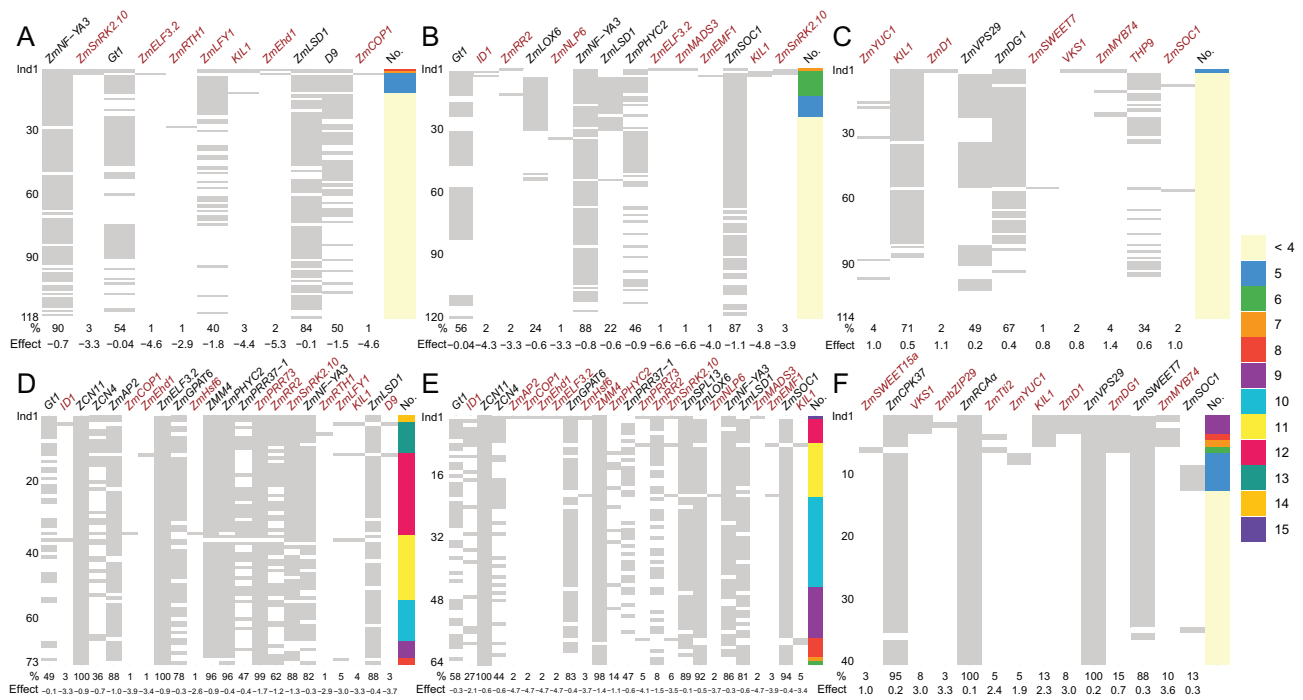 A
ZmNF-YA3 ZmSnRK2.10 Gt1 ZmELF3.2 ZmRTH1 ZmLFY1 KIL1 ZmEhd1 ZmLSD1 D9 ZmCOP1 No.
Ind1
30
60
90
118
% 90 3 54 1 1 40 3 2 84 50 1
Effect −0.7 −3.3 −0.04 −4.6 −2.9 −1.8 −4.4 −5.3 −0.1 −1.5 −4.6
B
Gt1 ID1 ZmRR2 ZmLOX6 ZmNLP6 ZmNF-YA3 ZmLSD1 ZmPHYC2 ZmELF3.2 ZmMADS3 ZmEMF1 ZmSOC1 KIL1 ZmSnRK2.10 No.
Ind1
30
60
90
120
% 56 2 2 24 2 88 22 46 1 1 2 87 3 2
Effect −0.04 −4.3 −3.3 −0.6 −3.3 −0.8 −0.2 −0.9 −6.6 −6.6 −4.0 −1.1 −4.8 −3.9
C
ZmYUC1 KIL1 ZmD1 ZmVPS29 ZmDG1 ZmSWEET7 VKS1 ZmMYB74 THP9 ZmSOC1 No.
Ind1
30
60
90
114
% 4 71 2 49 67 1 2 4 34 2
Effect 1.0 0.6 1.1 0.2 0.6 0.8 0.8 1.4 0.6 1.0
< 4
5
6
7
8
9
10
11
12
13
14
15
D
Gt1 ID1 ZCN11 ZCN4 ZmAP2 ZmCOP1 ZmEhd1 ZmELF3.2 ZmGPAT6 ZmHsf6 ZMM4 ZmPHYC2 ZmPRR37−1 ZmPRR73 ZmRR2 ZmSnRK2.10 ZmNF-YA3 ZmRTH1 ZmLFY1 KIL1 ZmLSD1 D9 No.
Ind1
20
40
60
73
% 49 3 100 36 88 1 1 100 78 1 96 96 47 99 62 88 82 1 5 4 88 3
E
Gt1 ID1 ZCN11 ZCN4 ZmAP2 ZmCOP1 ZmEhd1 ZmELF3.2 ZmGPAT6 ZmHsf6 ZMM4 ZmPHYC2 ZmPRR37−1 ZmPRR73 ZmRR2 ZmSnRK2.10 ZmSPL13 ZmLOX6 ZmNLP6 ZmNF-YA3 ZmLSD1 ZmMADS3 ZmEMF1 ZmSOC1 KIL1 No.
Ind1
16
32
48
64
F
ZmSWEET15a ZmCPK37 VKS1 ZmbZIP29 ZmRCAα ZmTti2 ZmYUC1 KIL1 ZmD1 ZmVPS29 ZmDG1 ZmSWEET7 ZmMYB74 ZmSOC1 No.
Ind1
10
20
30
40
% 3 95 8 3 100 5 5 13 8 100 15 88 10 13
Effect 1.0 0.2 3.0 3.3 0.1 2.4 1.9 2.3 3.0 0.2 0.7 0.3 3.6 0.3